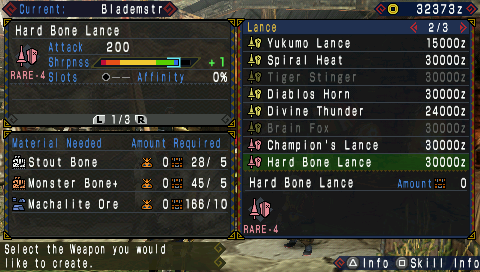 Current: Blademstr
32373z
Hard Bone Lance
Attack 200
Shrpnss +1
RARE-4 Slots ●-- Affinity 0%
L 1/3 R
Material Needed Amount Required
Stout Bone 0 28/ 5
Monster Bone+ 0 45/ 5
Machalite Ore 0 166/10
Select the Weapon you would
like to create.
Lance 2/3
Yukumo Lance 15000z
Spiral Heat 30000z
Tiger Stinger 30000z
Diablos Horn 30000z
Divine Thunder 24000z
Brain Fox 30000z
Champion's Lance 30000z
Hard Bone Lance 30000z
Hard Bone Lance Amount 0
RARE-4
△ Info □ Skill Info